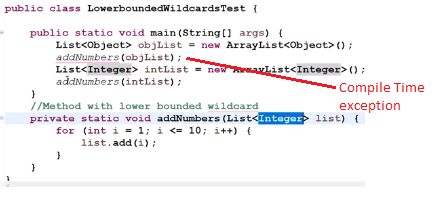 public class LowerboundedWildcardsTest {
public static void main(String[] args) {
List<Object> objList = new ArrayList<Object>();
addNumbers(objList);
List<Integer> intList = new ArrayList<Integer>();
addNumbers(intList);
}
//Method with lower bounded wildcard
private static void addNumbers(List<Integer> list) {
for (int i = 1; i <= 10; i++) {
list.add(i);
}
}
}
Compile Time
exception